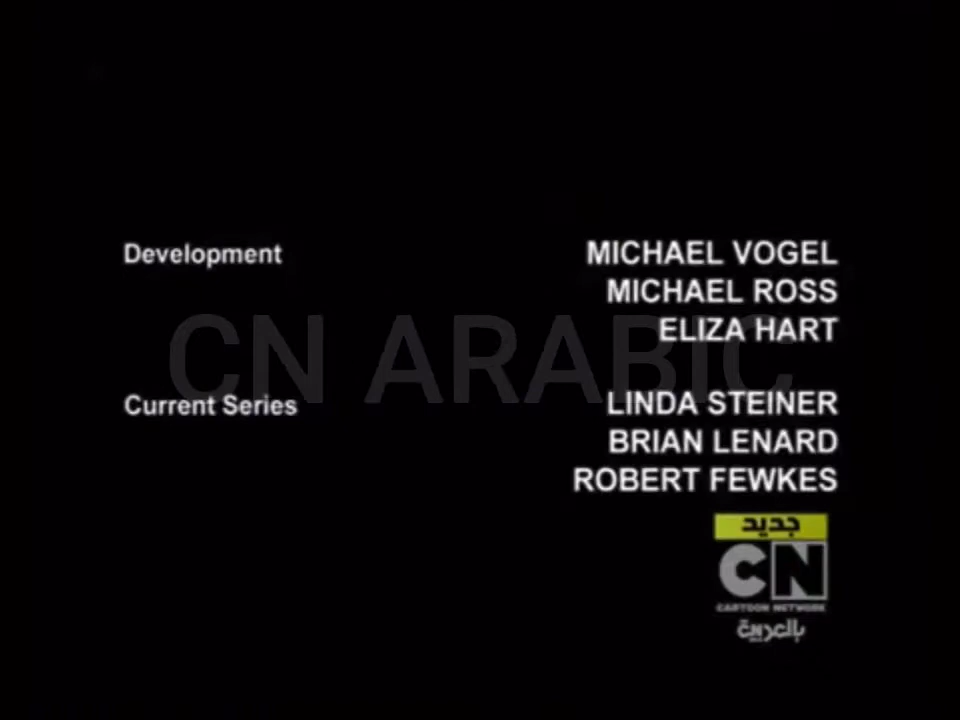 Development
MICHAEL VOGEL
MICHAEL ROSS
ELIZA HART
CN ARABIC
Current Series
LINDA STEINER
BRIAN LENARD
ROBERT FEWKES
جديد
CN
CARTOON NETWORK
بالعربية